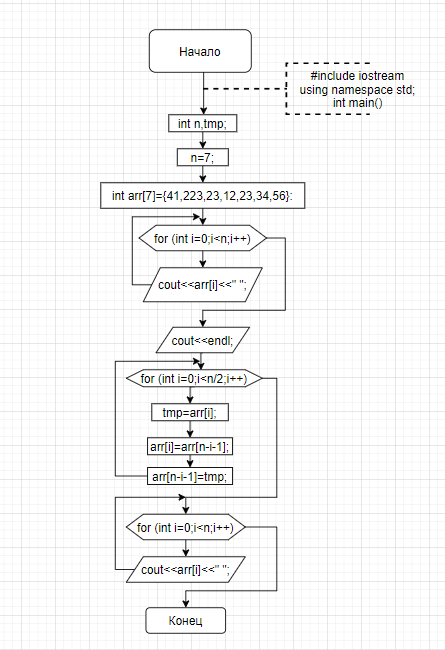 Начало
#include iostream
using namespace std;
int main()
int n,tmp;
n=7;
int arr[7]={41,223,23,12,23,34,56}:
for (int i=0;i<n;i++)
cout<<arr[i]<<" ";
cout<<endl;
for (int i=0;i<n/2;i++)
tmp=arr[i];
arr[i]=arr[n-i-1];
arr[n-i-1]=tmp;
for (int i=0;i<n;i++)
cout<<arr[i]<<" ";
Конец